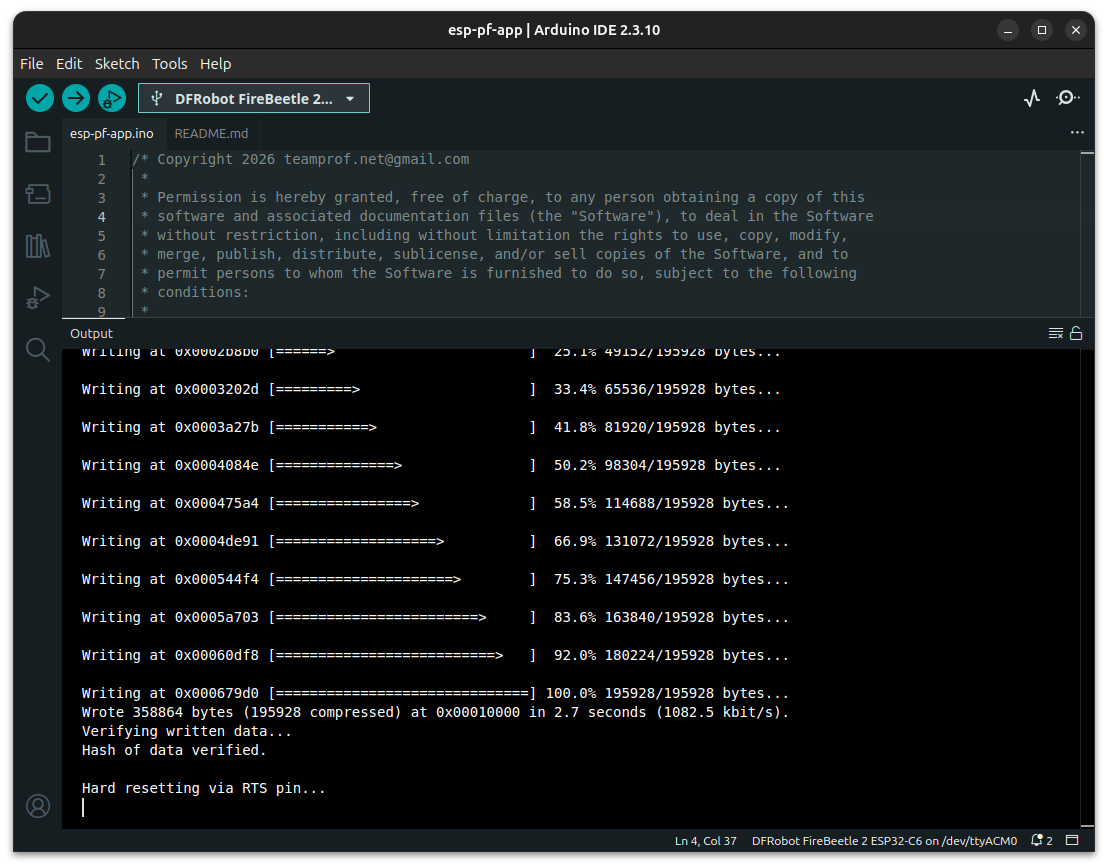 esp-pf-app | Arduino IDE 2.3.10
File Edit Sketch Tools Help
DFRobot FireBeetle 2...
esp-pf-app.ino README.md
1 /* Copyright 2026 teamprof.net@gmail.com
2 *
3 * Permission is hereby granted, free of charge, to any person obtaining a copy of this
4 * software and associated documentation files (the "Software"), to deal in the Software
5 * without restriction, including without limitation the rights to use, copy, modify,
6 * merge, publish, distribute, sublicense, and/or sell copies of the Software, and to
7 * permit persons to whom the Software is furnished to do so, subject to the following
8 * conditions:
9 *
Output
Writing at 0x0002b8b0 [======>                       ]  25.1% 49152/195928 bytes...
Writing at 0x0003202d [=========>                    ]  33.4% 65536/195928 bytes...
Writing at 0x0003a27b [===========>                  ]  41.8% 81920/195928 bytes...
Writing at 0x0004084e [==============>               ]  50.2% 98304/195928 bytes...
Writing at 0x000475a4 [================>             ]  58.5% 114688/195928 bytes...
Writing at 0x0004de91 [===================>          ]  66.9% 131072/195928 bytes...
Writing at 0x000544f4 [=====================>        ]  75.3% 147456/195928 bytes...
Writing at 0x0005a703 [========================>     ]  83.6% 163840/195928 bytes...
Writing at 0x00060df8 [==========================>   ]  92.0% 180224/195928 bytes...
Writing at 0x000679d0 [==============================] 100.0% 195928/195928 bytes...
Wrote 358864 bytes (195928 compressed) at 0x00010000 in 2.7 seconds (1082.5 kbit/s).
Verifying written data...
Hash of data verified.
Hard resetting via RTS pin...
Ln 4, Col 37 DFRobot FireBeetle 2 ESP32-C6 on /dev/ttyACM0 2